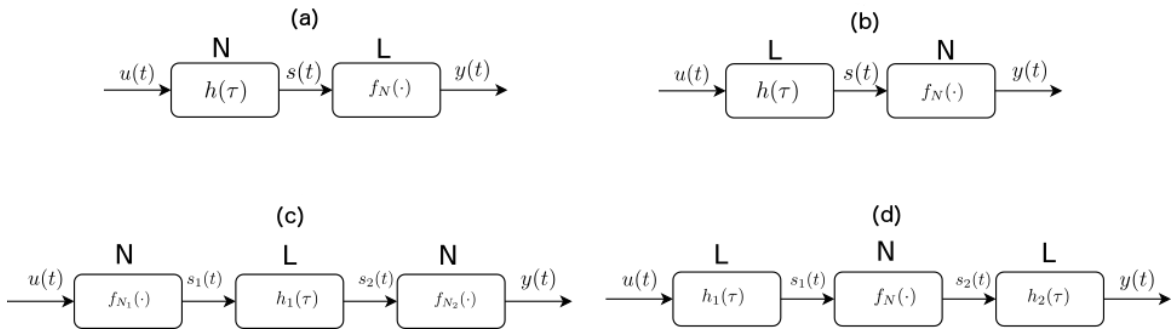 (a)
N L
u(t) h(τ) s(t) f_N(·) y(t)
(b)
L N
u(t) h(τ) s(t) f_N(·) y(t)
(c)
N L N
u(t) f_{N_1}(·) s_1(t) h_1(τ) s_2(t) f_{N_2}(·) y(t)
(d)
L N L
u(t) h_1(τ) s_1(t) f_N(·) s_2(t) h_2(τ) y(t)